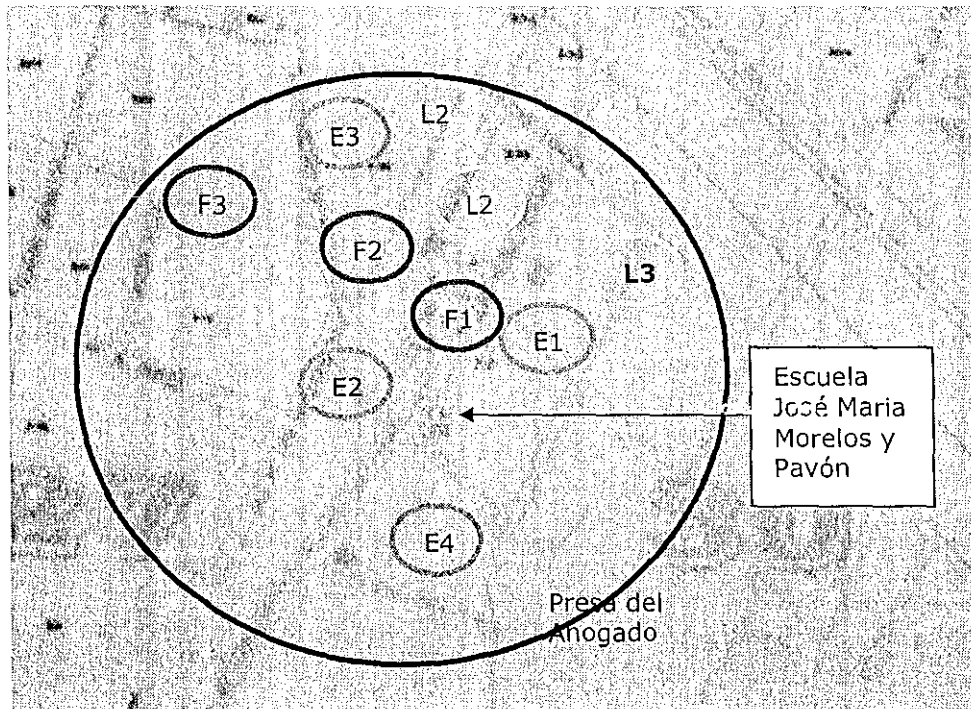 L2
E3
F3
L2
F2
L3
F1
E1
E2
Escuela
José Maria
Morelos y
Pavón
E4
Presa del
Ahogado